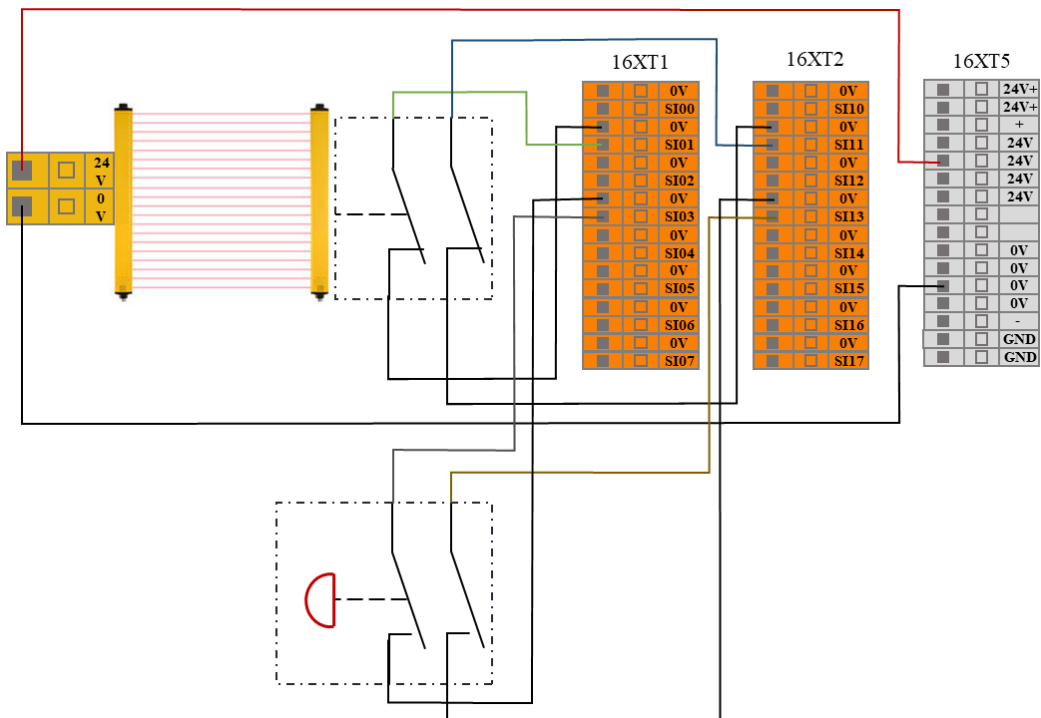 16XT1
16XT2
16XT5
24
V
0
V
0V
SI00
0V
SI01
0V
SI02
0V
SI03
0V
SI04
0V
SI05
0V
SI06
0V
SI07
0V
SI10
0V
SI11
0V
SI12
0V
SI13
0V
SI14
0V
SI15
0V
SI16
0V
SI17
24V+
24V+
+
24V
24V
24V
24V
0V
0V
0V
0V
-
GND
GND